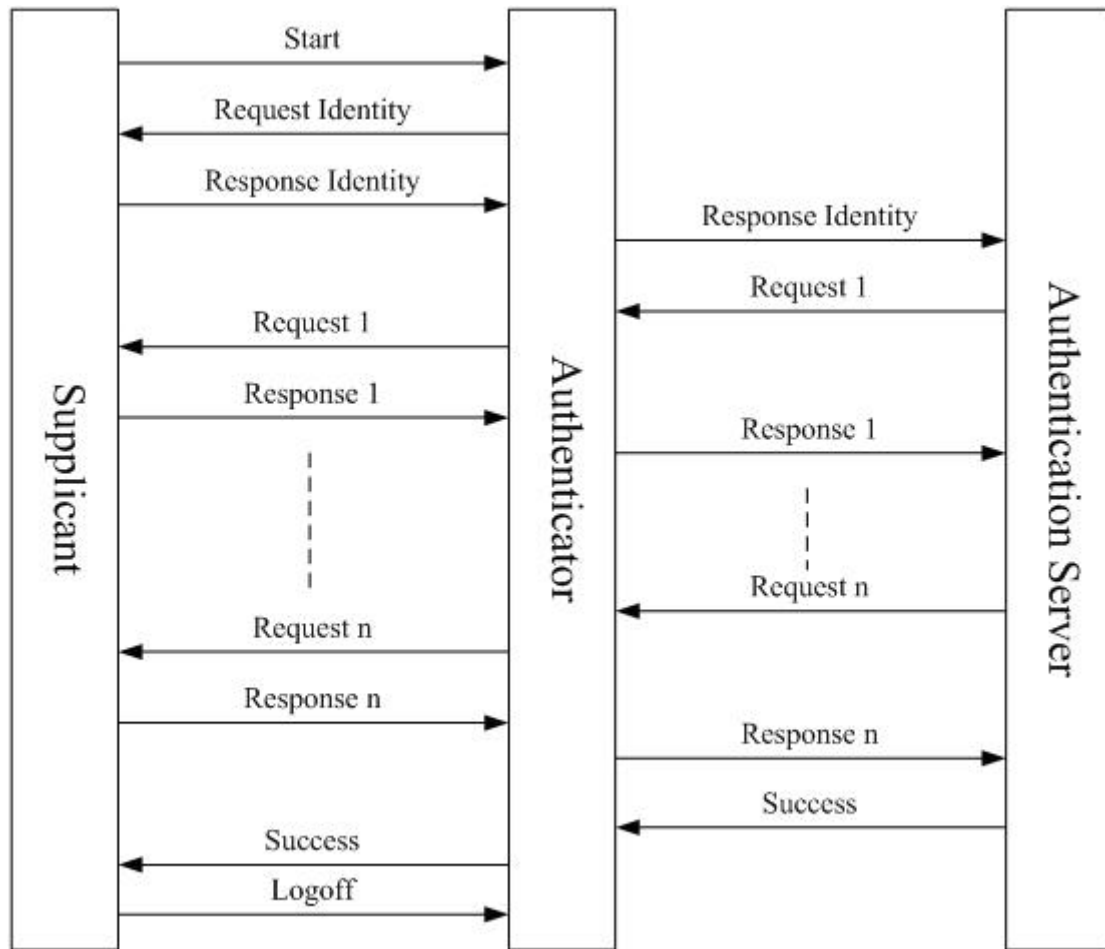 Start
Request Identity
Response Identity
Response Identity
Request 1
Request 1
Response 1
Response 1
Request n
Request n
Response n
Response n
Success
Success
Logoff
Supplicant
Authenticator
Authentication Server